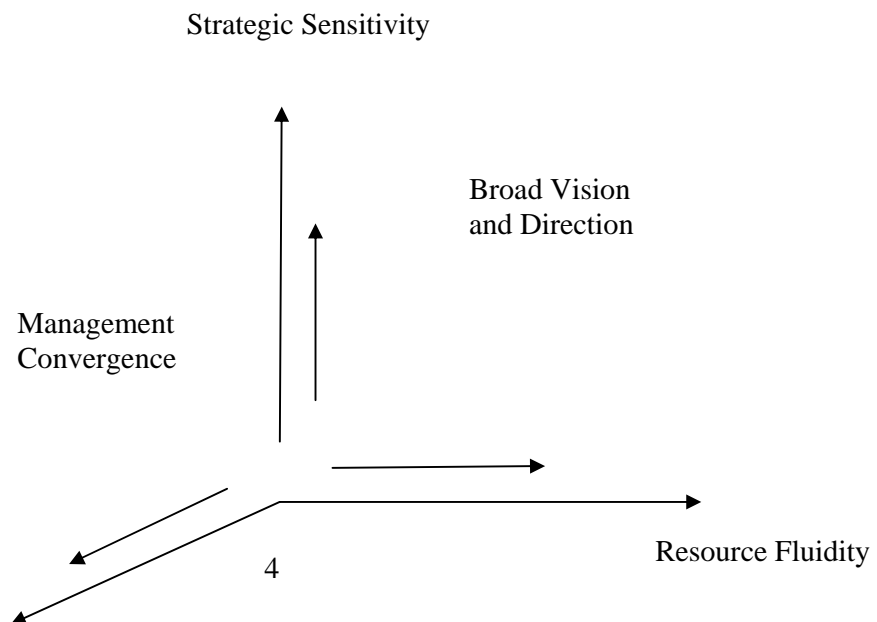 Strategic Sensitivity
Broad Vision
and Direction
Management
Convergence
Resource Fluidity
4